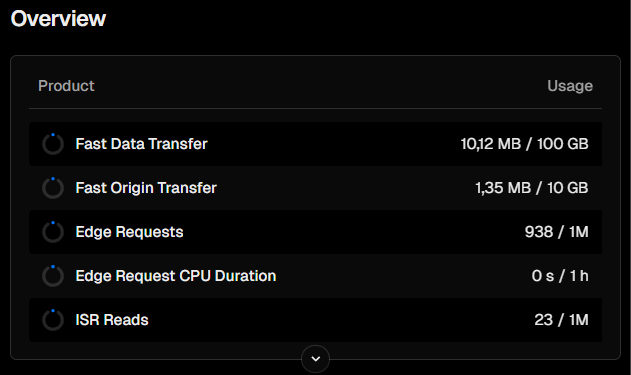 Overview
Product Usage
Fast Data Transfer 10,12 MB / 100 GB
Fast Origin Transfer 1,35 MB / 10 GB
Edge Requests 938 / 1M
Edge Request CPU Duration 0 s / 1 h
ISR Reads 23 / 1M